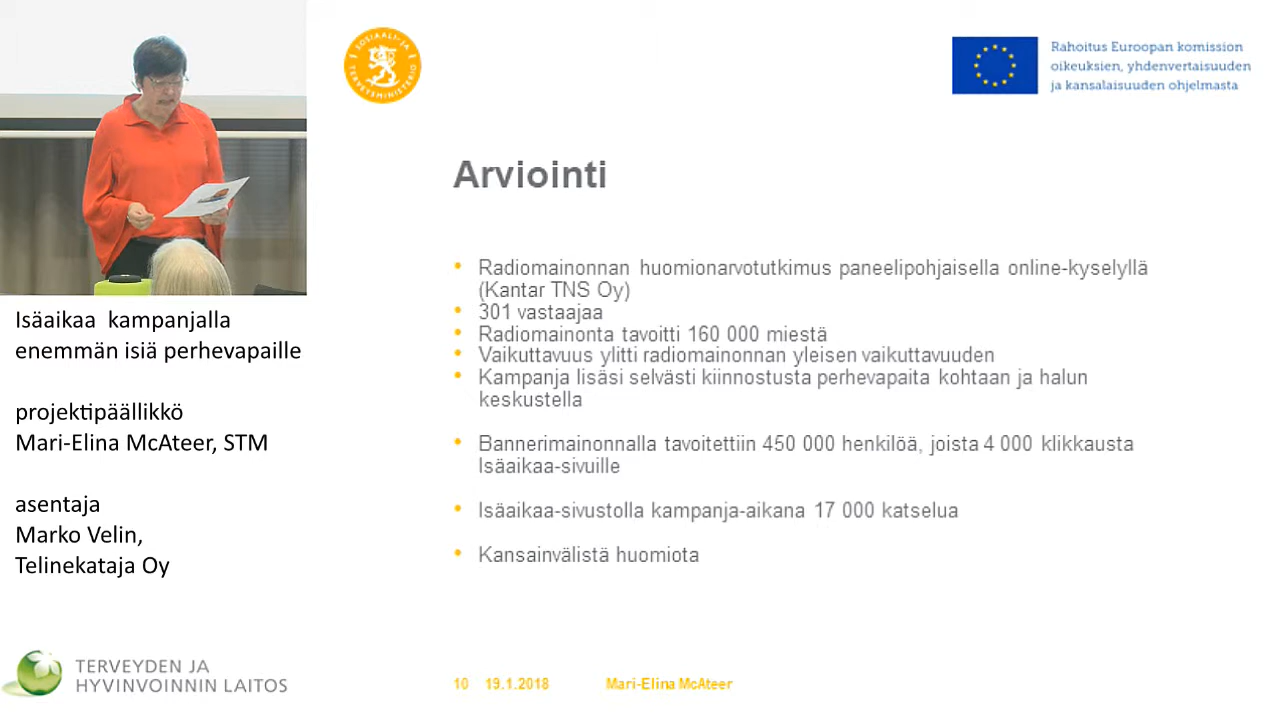 SOSIAALI- JA TERVEYSMINISTERIÖ
Rahoitus Euroopan komission
oikeuksien, yhdenvertaisuuden
ja kansalaisuuden ohjelmasta
Arviointi
• Radiomainonnan huomionarvotutkimus paneelipohjaisella online-kyselyllä
(Kantar TNS Oy)
• 301 vastaajaa
• Radiomainonta tavoitti 160 000 miestä
• Vaikuttavuus ylitti radiomainonnan yleisen vaikuttavuuden
• Kampanja lisäsi selvästi kiinnostusta perhevapaita kohtaan ja halun
keskustella
• Bannerimainonnalla tavoitettiin 450 000 henkilöä, joista 4 000 klikkausta
Isäaikaa-sivuille
• Isäaikaa-sivustolla kampanja-aikana 17 000 katselua
• Kansainvälistä huomiota
10 19.1.2018 Mari-Elina McAteer
Isäaikaa kampanjalla
enemmän isiä perhevapaille
projektipäällikkö
Mari-Elina McAteer, STM
asentaja
Marko Velin,
Telinekataja Oy
TERVEYDEN JA
HYVINVOINNIN LAITOS